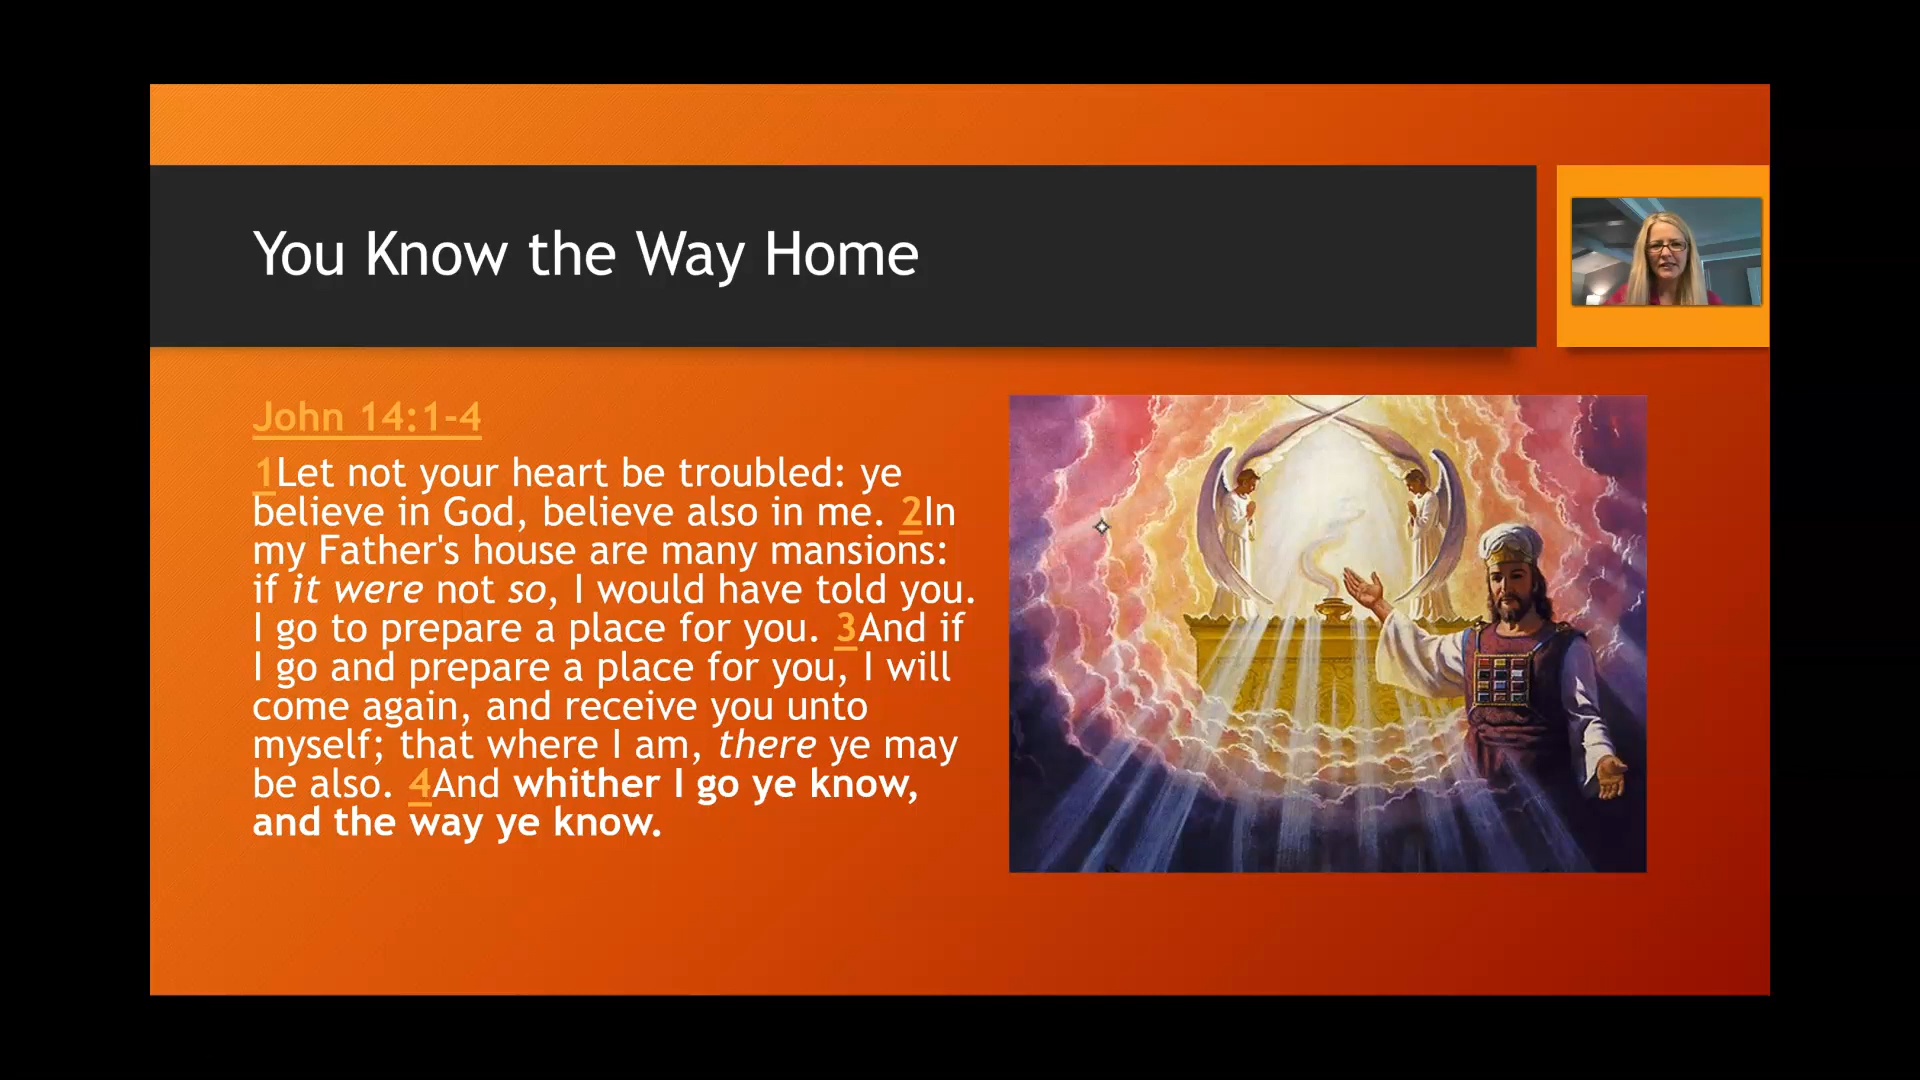 You Know the Way Home
John 14:1-4
1Let not your heart be troubled: ye
believe in God, believe also in me. 2In
my Father's house are many mansions:
if it were not so, I would have told you.
I go to prepare a place for you. 3And if
I go and prepare a place for you, I will
come again, and receive you unto
myself; that where I am, there ye may
be also. 4And whither I go ye know,
and the way ye know.